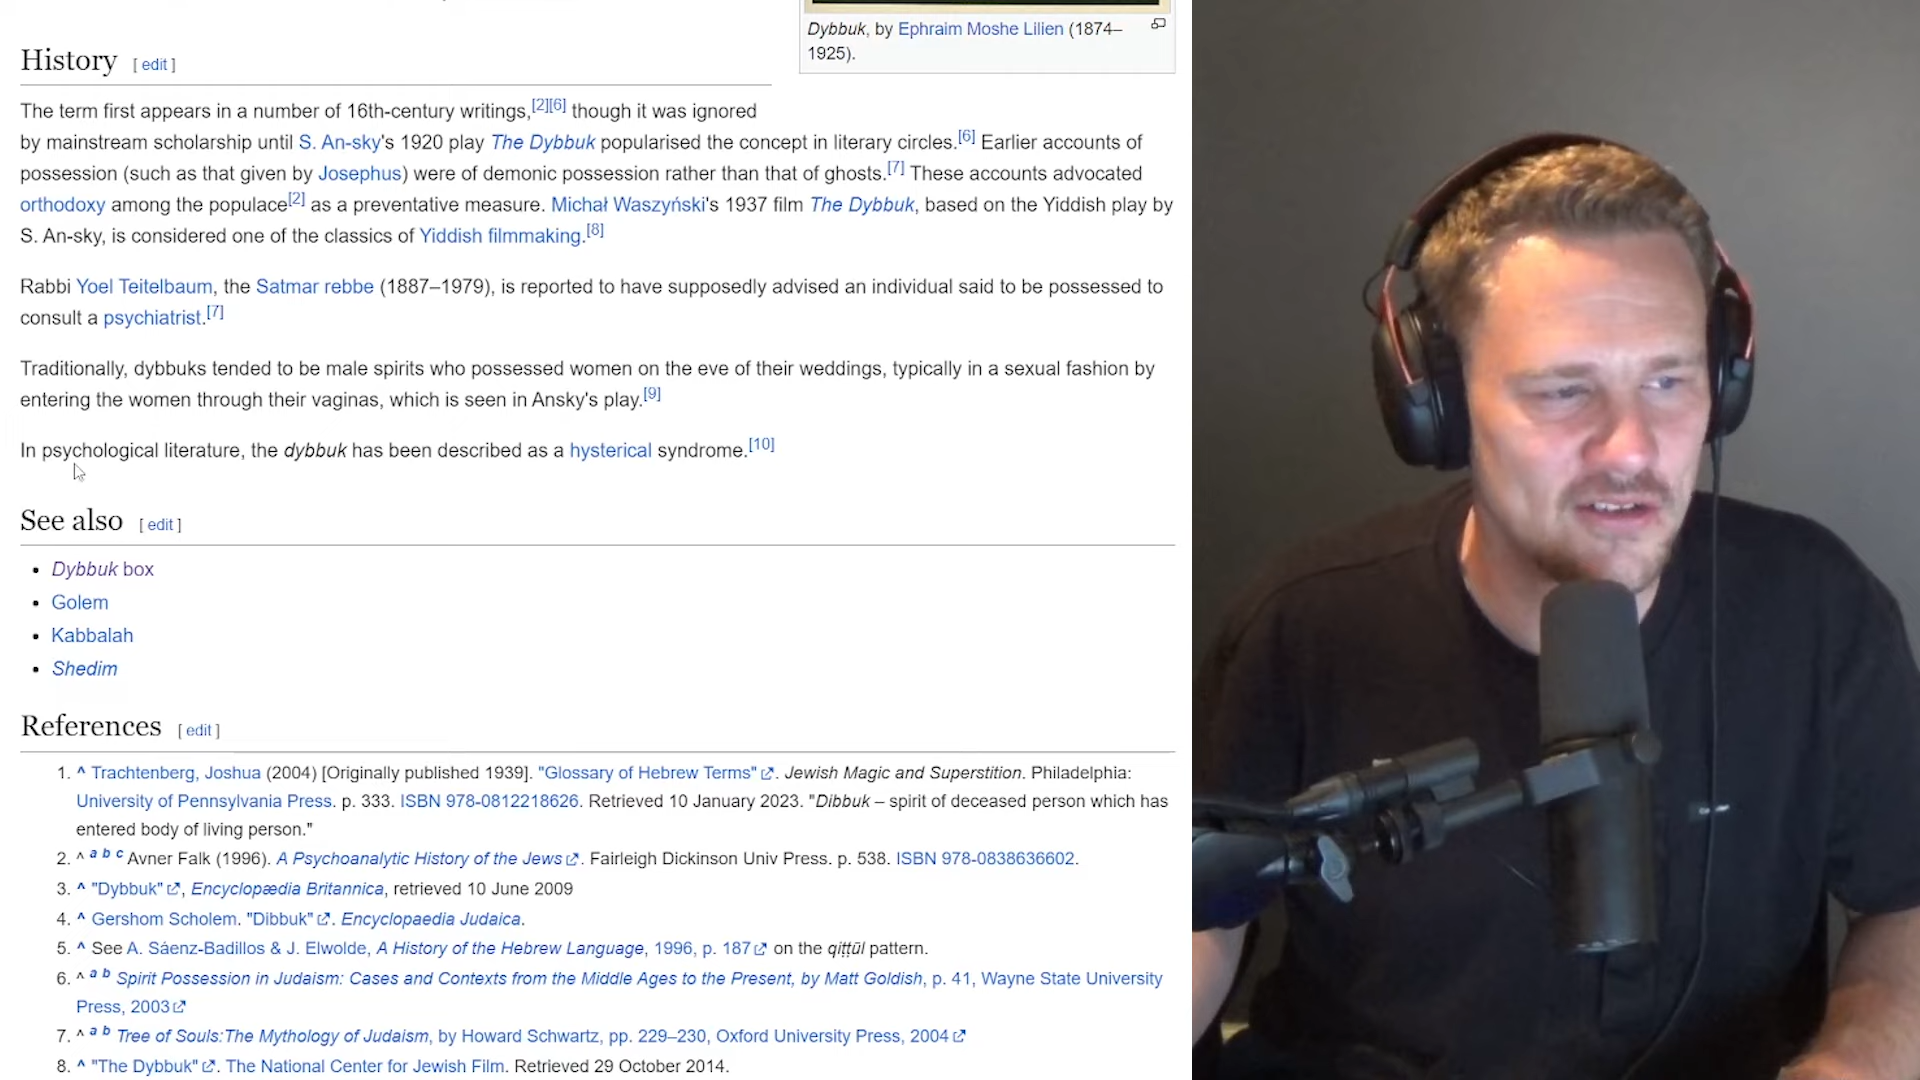 Dybbuk, by Ephraim Moshe Lilien (1874–
1925).
History [ edit ]
The term first appears in a number of 16th-century writings,[2][6] though it was ignored
by mainstream scholarship until S. An-sky's 1920 play The Dybbuk popularised the concept in literary circles.[6] Earlier accounts of
possession (such as that given by Josephus) were of demonic possession rather than that of ghosts.[7] These accounts advocated
orthodoxy among the populace[2] as a preventative measure. Michał Waszyński's 1937 film The Dybbuk, based on the Yiddish play by
S. An-sky, is considered one of the classics of Yiddish filmmaking.[8]
Rabbi Yoel Teitelbaum, the Satmar rebbe (1887–1979), is reported to have supposedly advised an individual said to be possessed to
consult a psychiatrist.[7]
Traditionally, dybbuks tended to be male spirits who possessed women on the eve of their weddings, typically in a sexual fashion by
entering the women through their vaginas, which is seen in Ansky's play.[9]
In psychological literature, the dybbuk has been described as a hysterical syndrome.[10]
See also [ edit ]
• Dybbuk box
• Golem
• Kabbalah
• Shedim
References [ edit ]
1. ^ Trachtenberg, Joshua (2004) [Originally published 1939]. "Glossary of Hebrew Terms". Jewish Magic and Superstition. Philadelphia:
University of Pennsylvania Press. p. 333. ISBN 978-0812218626. Retrieved 10 January 2023. "Dibbuk – spirit of deceased person which has
entered body of living person."
2. ^ a b c Avner Falk (1996). A Psychoanalytic History of the Jews. Fairleigh Dickinson Univ Press. p. 538. ISBN 978-0838636602.
3. ^ "Dybbuk", Encyclopædia Britannica, retrieved 10 June 2009
4. ^ Gershom Scholem. "Dibbuk". Encyclopaedia Judaica.
5. ^ See A. Sáenz-Badillos & J. Elwolde, A History of the Hebrew Language, 1996, p. 187 on the qiṭṭūl pattern.
6. ^ a b Spirit Possession in Judaism: Cases and Contexts from the Middle Ages to the Present, by Matt Goldish, p. 41, Wayne State University
Press, 2003
7. ^ a b Tree of Souls:The Mythology of Judaism, by Howard Schwartz, pp. 229–230, Oxford University Press, 2004
8. ^ "The Dybbuk". The National Center for Jewish Film. Retrieved 29 October 2014.